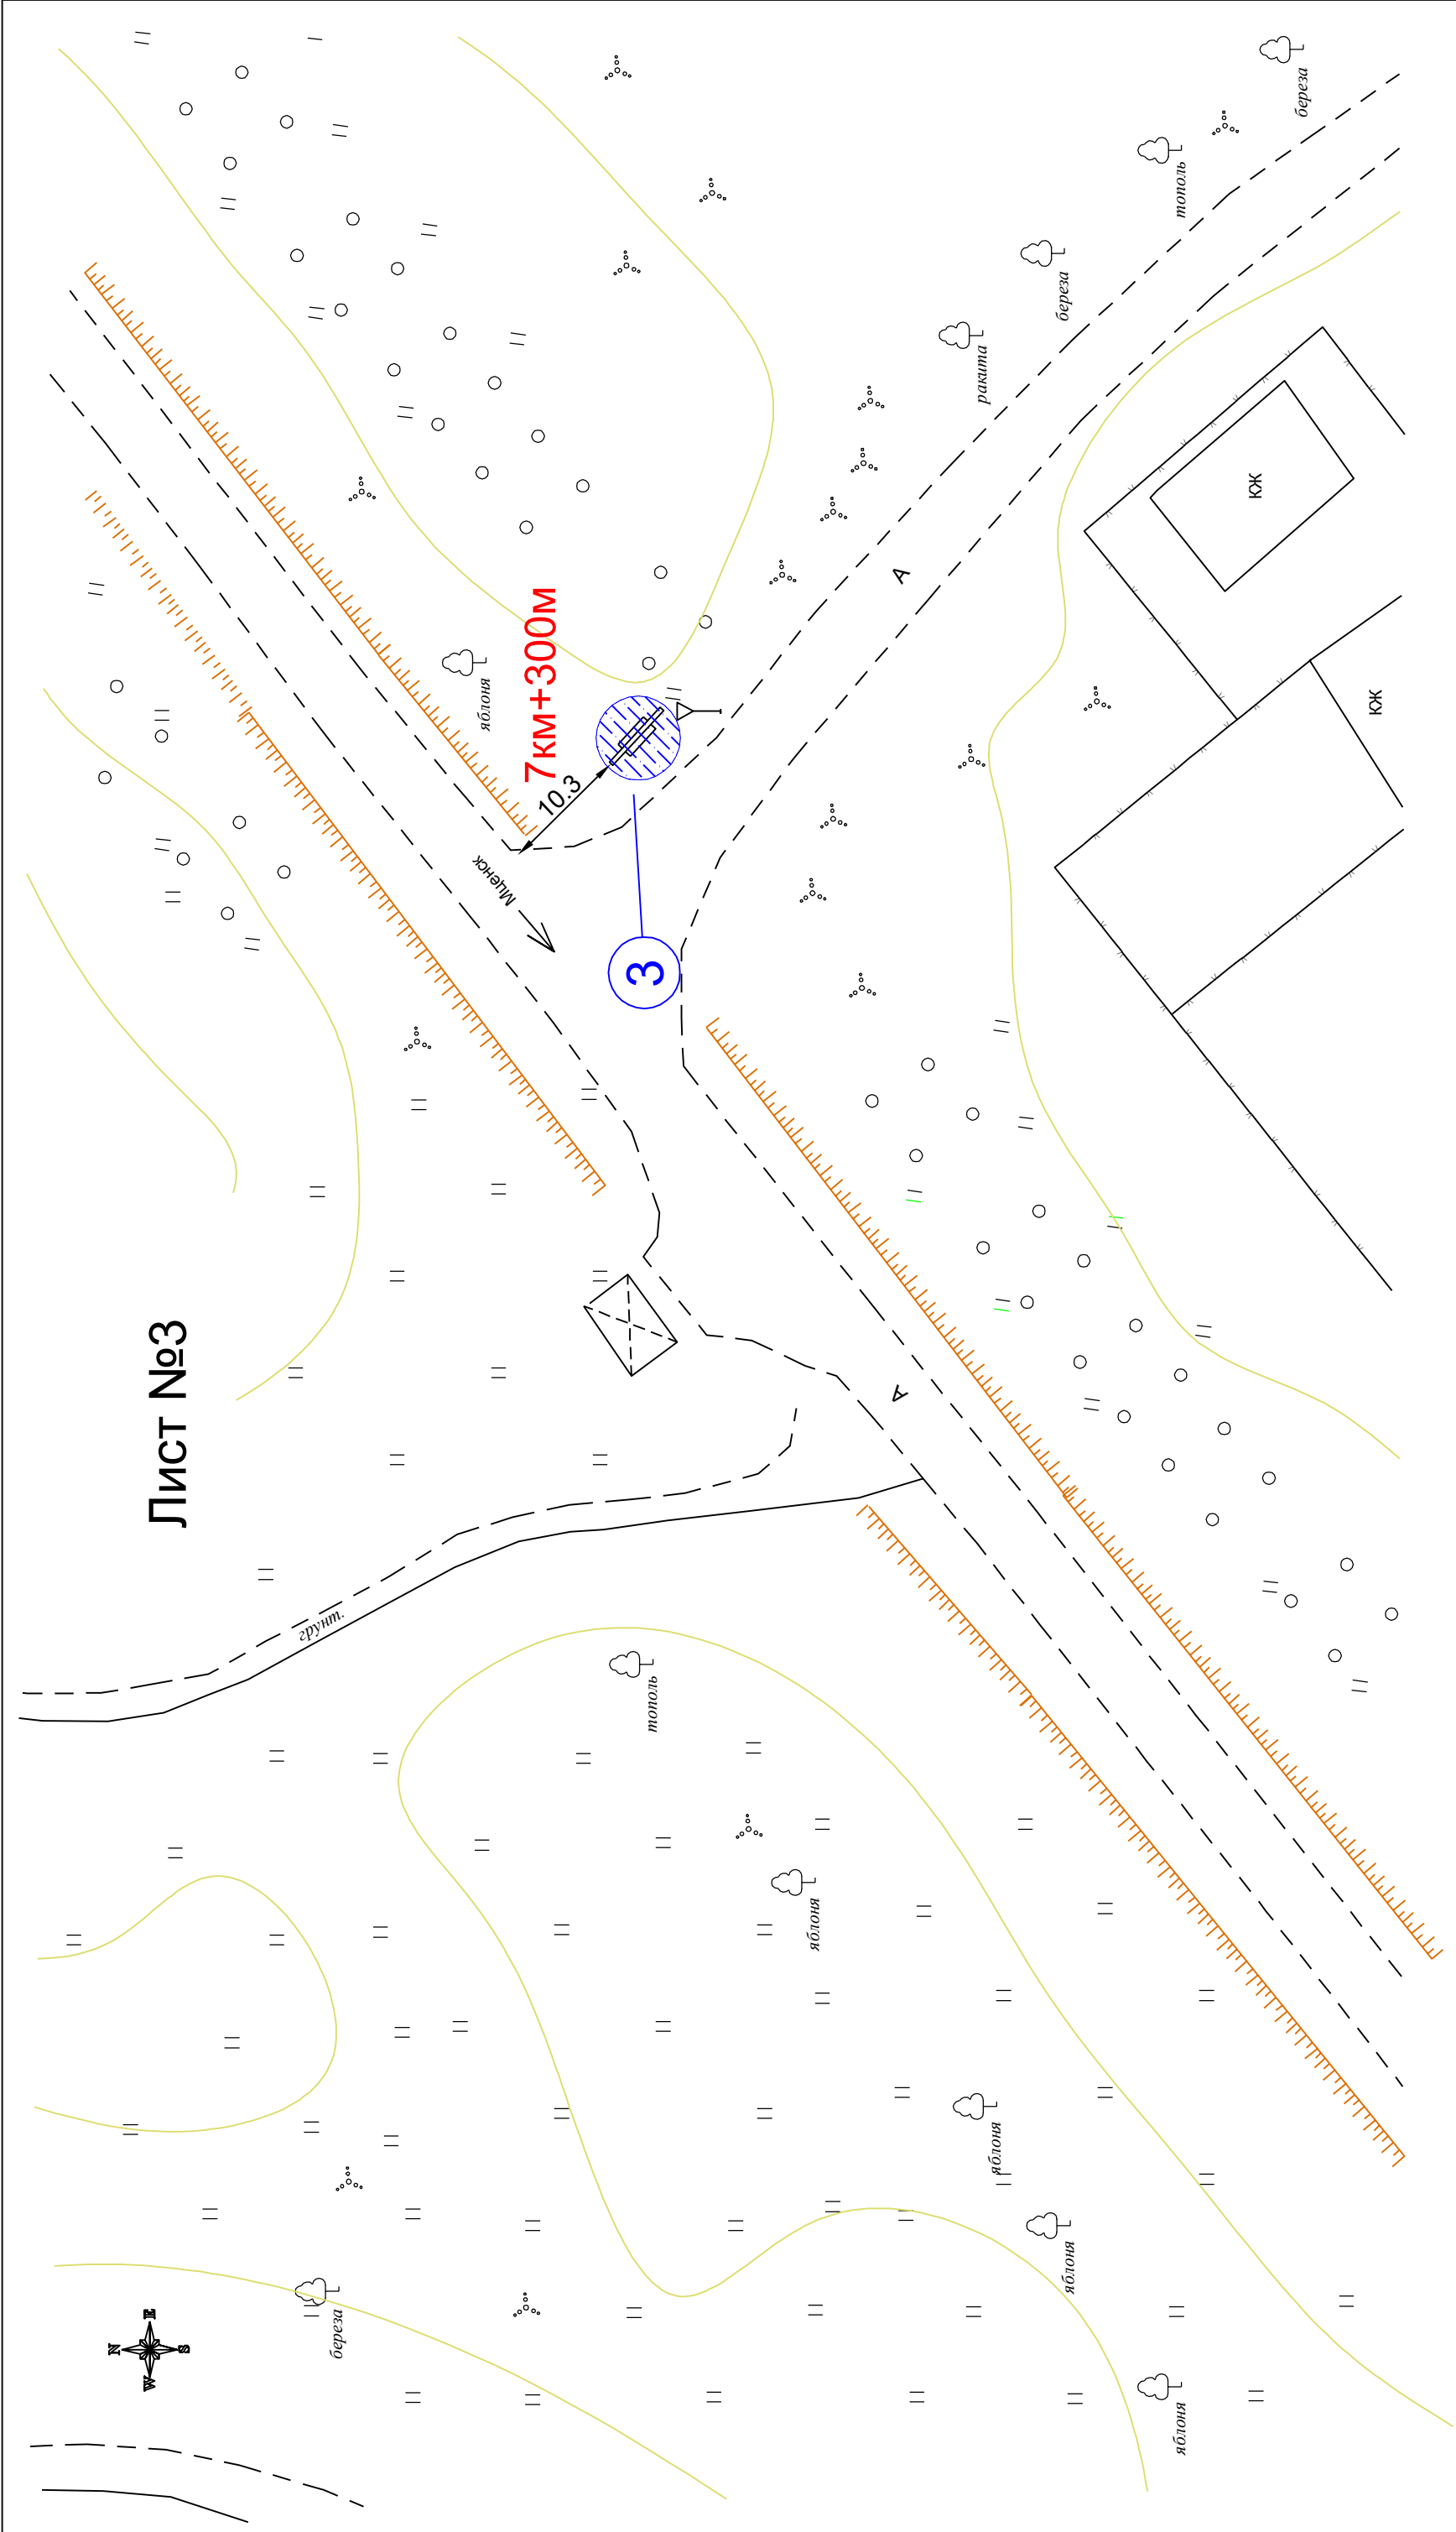 Лист №3
береза
тополь
береза
ракита
яблоня
7км+300м
10.3
Мценск
3
А
А
КЖ
КЖ
грунт.
тополь
яблоня
яблоня
яблоня
яблоня
береза
N
E
S
W